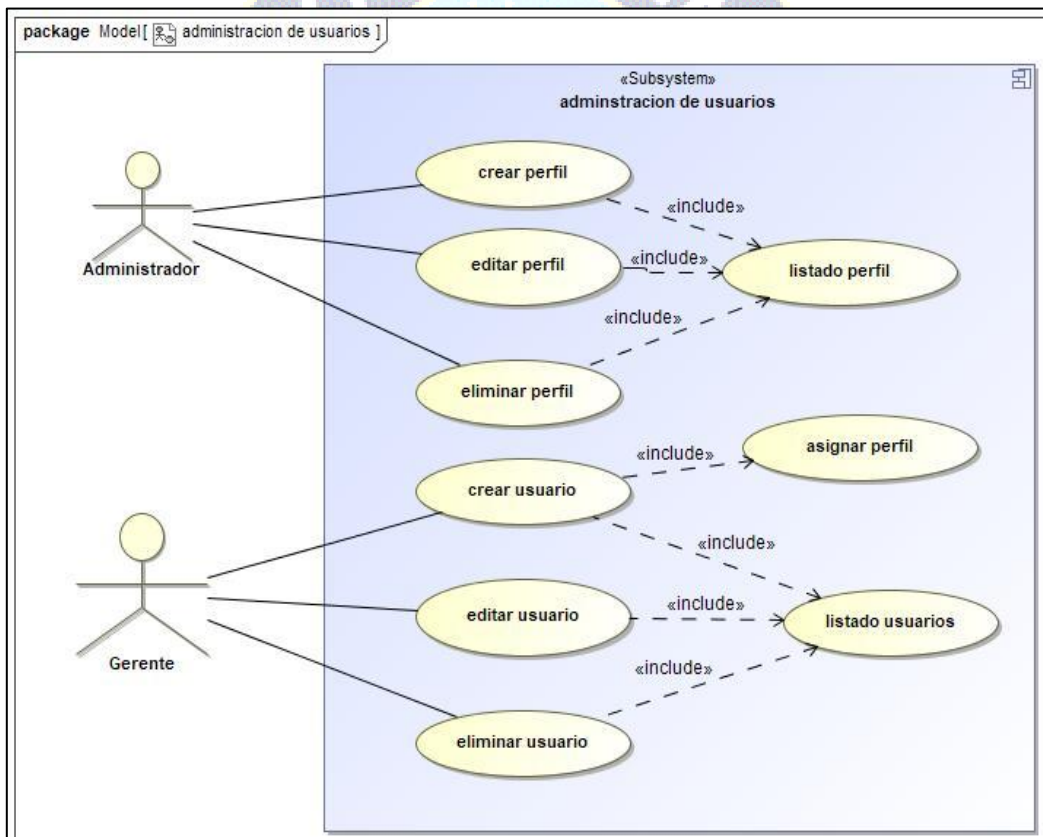 package Model[ administracion de usuarios ]
«Subsystem»
adminstracion de usuarios
crear perfil
«include»
Administrador
editar perfil
«include»
listado perfil
«include»
eliminar perfil
asignar perfil
«include»
crear usuario
«include»
editar usuario
«include»
listado usuarios
Gerente
«include»
eliminar usuario